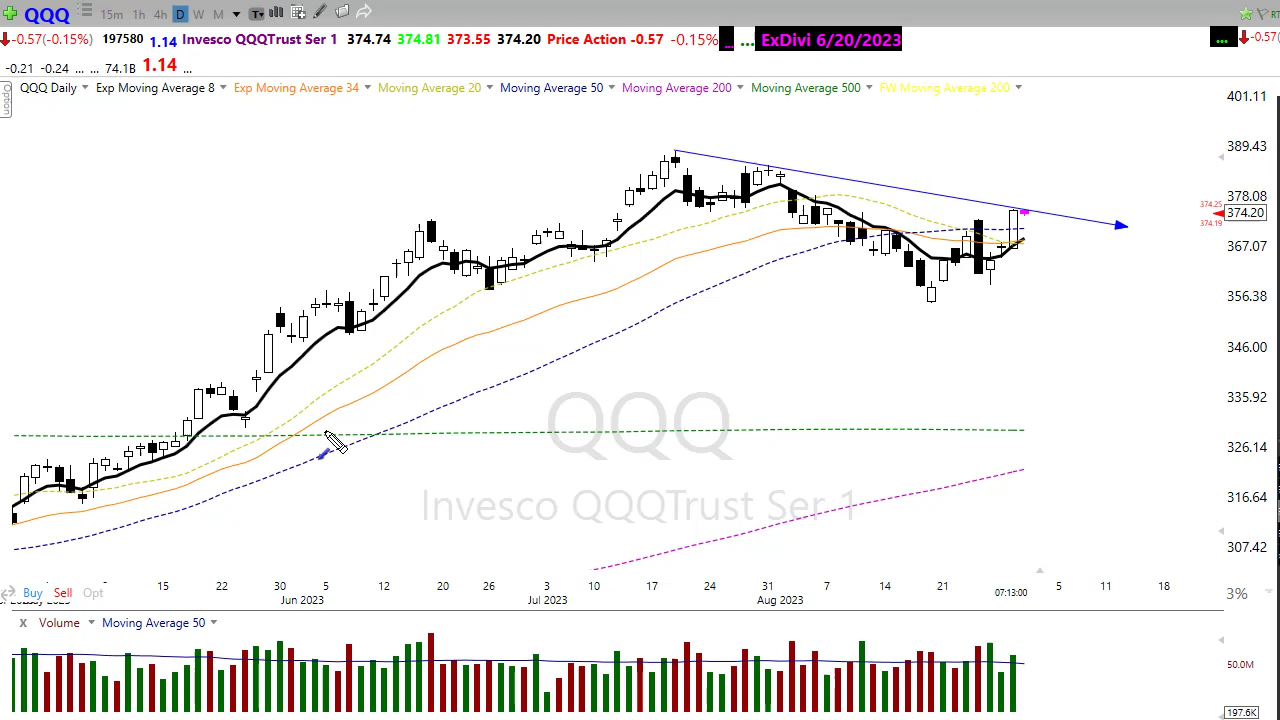 QQQ 15m 1h 4h D W M T
-0.57(-0.15%) 197580 1.14 Invesco QQQTrust Ser 1 374.74 374.81 373.55 374.20 Price Action -0.57 -0.15% ... ... ExDivi 6/20/2023 ... -0.57(
-0.21 -0.24 ... ... 74.1B 1.14 ...
Option
QQQ Daily Exp Moving Average 8 Exp Moving Average 34 Moving Average 20 Moving Average 50 Moving Average 200 Moving Average 500 FW Moving Average 200
401.11
389.43
378.08
374.25
374.20
374.19
367.07
356.38
346.00
335.92
326.14
316.64
307.42
QQQ
Invesco QQQTrust Ser 1
15 22 30 5 12 20 26 3 10 17 24 31 7 14 21 07:13:00 5 11 18
Buy Sell Opt
3%
Jun 2023 Jul 2023 Aug 2023
X Volume Moving Average 50
50.0M
197.6K